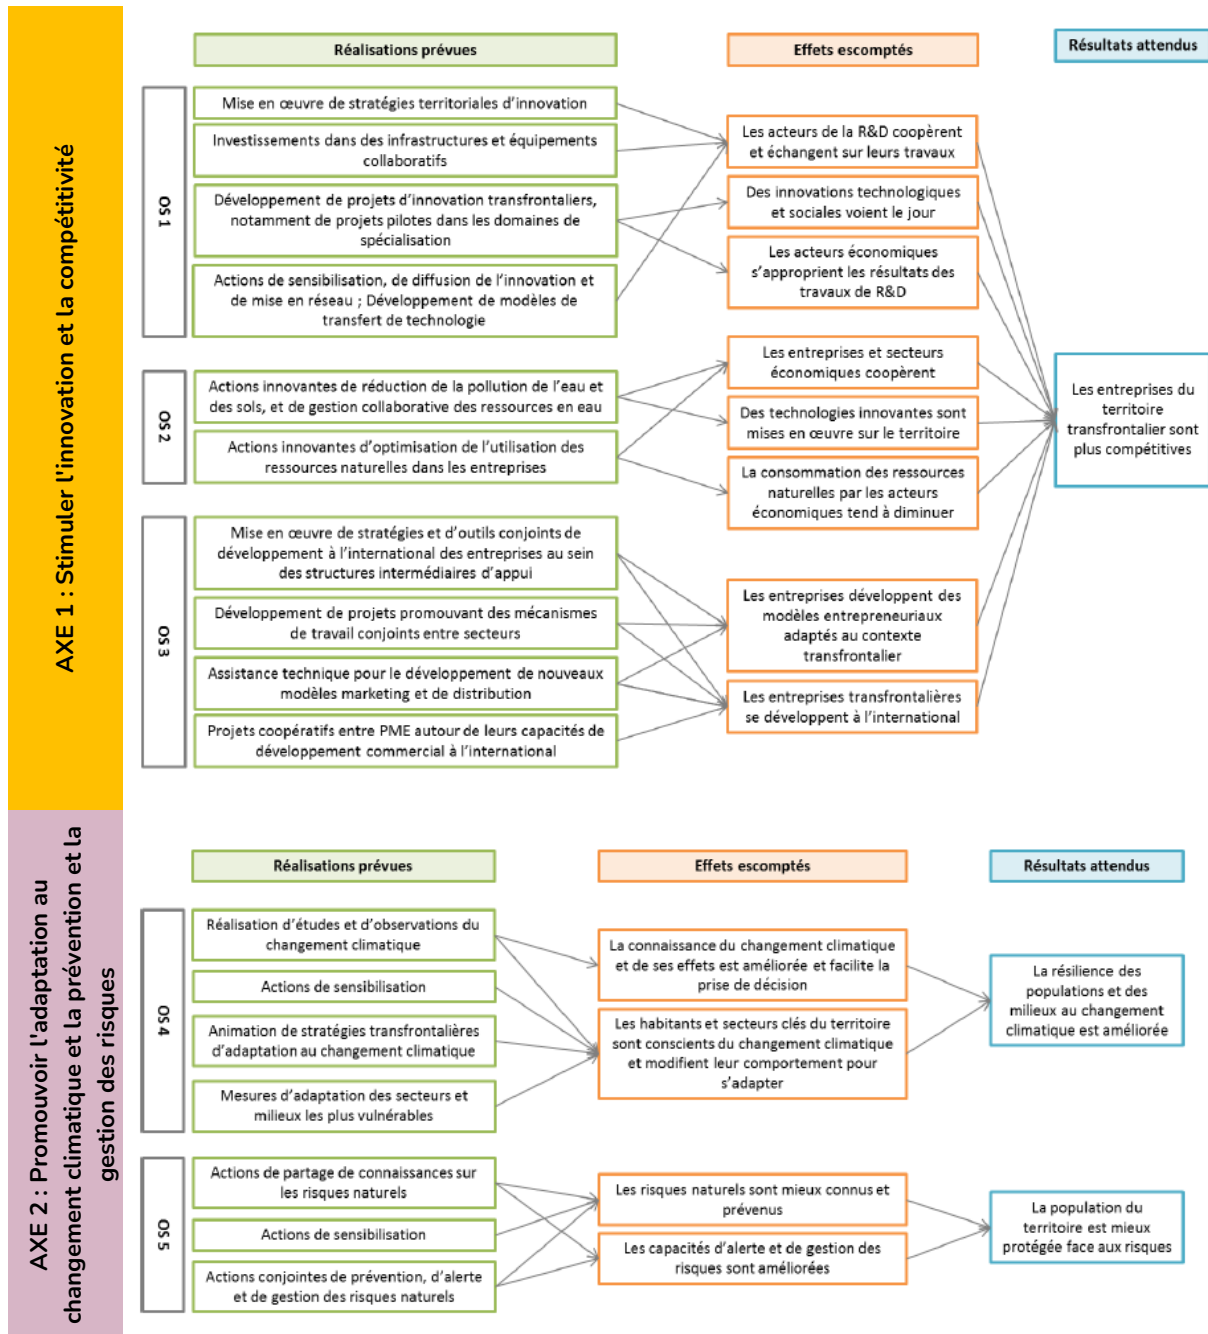 AXE 1 : Stimuler l'innovation et la compétitivité
Réalisations prévues
Effets escomptés
Résultats attendus
OS 1
Mise en œuvre de stratégies territoriales d'innovation
Investissements dans des infrastructures et équipements
collaboratifs
Développement de projets d'innovation transfrontaliers,
notamment de projets pilotes dans les domaines de
spécialisation
Actions de sensibilisation, de diffusion de l'innovation et
de mise en réseau ; Développement de modèles de
transfert de technologie
Les acteurs de la R&D coopèrent
et échangent sur leurs travaux
Des innovations technologiques
et sociales voient le jour
Les acteurs économiques
s'approprient les résultats des
travaux de R&D
OS 2
Actions innovantes de réduction de la pollution de l'eau et
des sols, et de gestion collaborative des ressources en eau
Actions innovantes d'optimisation de l'utilisation des
ressources naturelles dans les entreprises
Les entreprises et secteurs
économiques coopèrent
Des technologies innovantes sont
mises en œuvre sur le territoire
La consommation des ressources
naturelles par les acteurs
économiques tend à diminuer
Les entreprises du
territoire
transfrontalier sont
plus compétitives
OS 3
Mise en œuvre de stratégies et d'outils conjoints de
développement à l'international des entreprises au sein
des structures intermédiaires d'appui
Développement de projets promouvant des mécanismes
de travail conjoints entre secteurs
Assistance technique pour le développement de nouveaux
modèles marketing et de distribution
Projets coopératifs entre PME autour de leurs capacités de
développement commercial à l'international
Les entreprises développent des
modèles entrepreneuriaux
adaptés au contexte
transfrontalier
Les entreprises transfrontalières
se développent à l'international
AXE 2 : Promouvoir l'adaptation au
changement climatique et la prévention et la
gestion des risques
Réalisations prévues
Effets escomptés
Résultats attendus
OS 4
Réalisation d'études et d'observations du
changement climatique
Actions de sensibilisation
Animation de stratégies transfrontalières
d'adaptation au changement climatique
Mesures d'adaptation des secteurs et
milieux les plus vulnérables
La connaissance du changement climatique
et de ses effets est améliorée et facilite la
prise de décision
Les habitants et secteurs clés du territoire
sont conscients du changement climatique
et modifient leur comportement pour
s'adapter
La résilience des
populations et des
milieux au changement
climatique est améliorée
OS 5
Actions de partage de connaissances sur
les risques naturels
Actions de sensibilisation
Actions conjointes de prévention, d'alerte
et de gestion des risques naturels
Les risques naturels sont mieux connus et
prévenus
Les capacités d'alerte et de gestion des
risques sont améliorées
La population du
territoire est mieux
protégée face aux risques